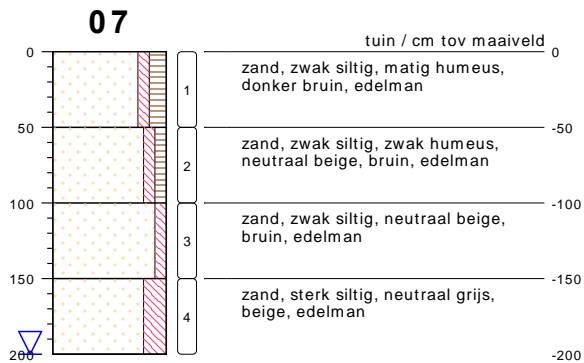 07
tuin / cm tov maaiveld
0
0
1
zand, zwak siltig, matig humeus,
donker bruin, edelman
50
-50
2
zand, zwak siltig, zwak humeus,
neutraal beige, bruin, edelman
100
-100
3
zand, zwak siltig, neutraal beige,
bruin, edelman
150
-150
4
zand, sterk siltig, neutraal grijs,
beige, edelman
200
-200